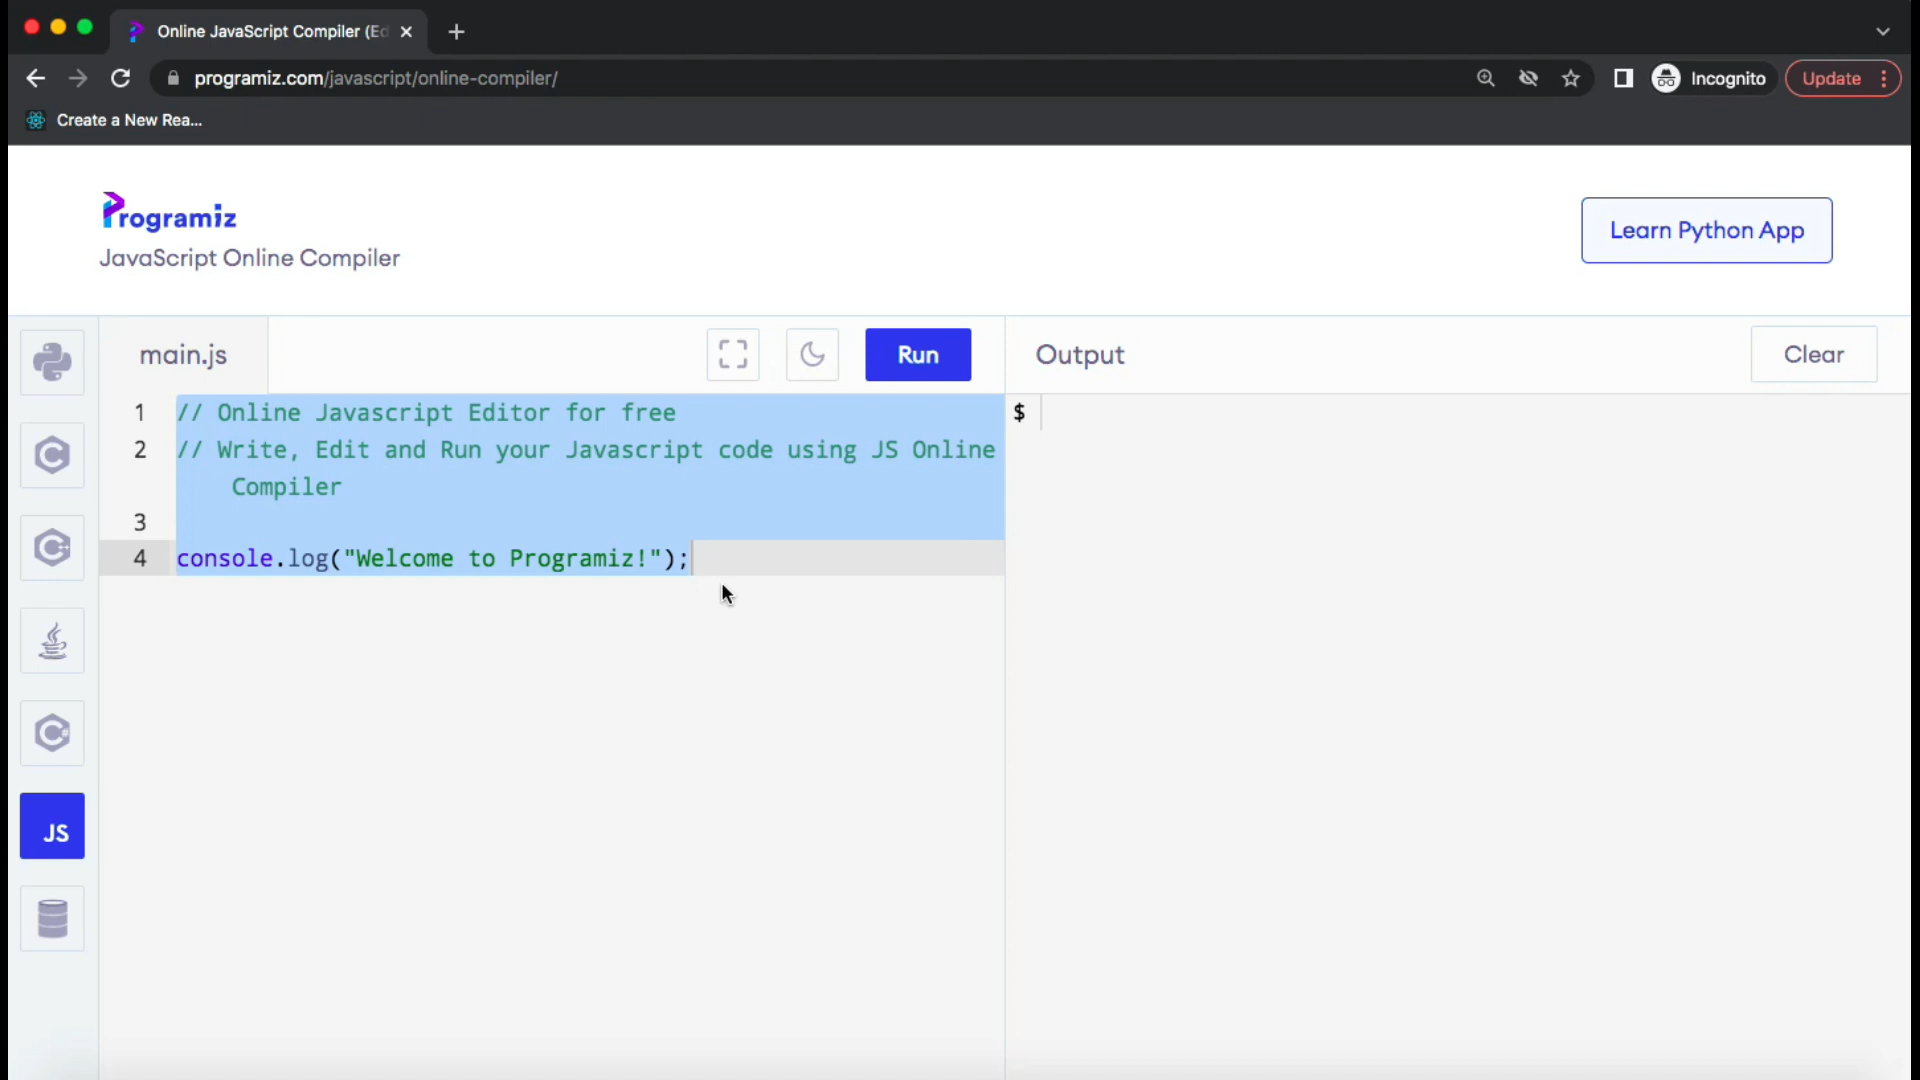 Online JavaScript Compiler (Ed
programiz.com/javascript/online-compiler/
Incognito
Update
Create a New Rea...
Programiz
JavaScript Online Compiler
Learn Python App
main.js
Run
Output
Clear
1 // Online Javascript Editor for free
2 // Write, Edit and Run your Javascript code using JS Online
Compiler
3
4 console.log("Welcome to Programiz!");
$
C
C++
C#
JS